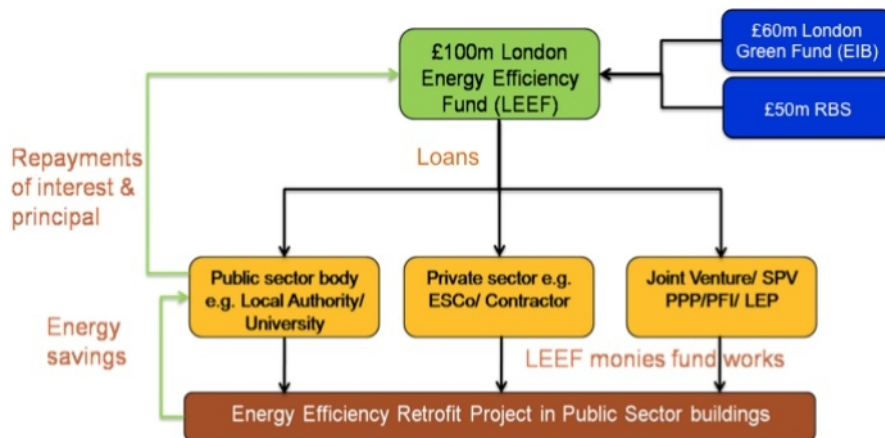 £100m London
Energy Efficiency
Fund (LEEF)
£60m London
Green Fund (EIB)
£50m RBS
Repayments
of interest &
principal
Loans
Public sector body
e.g. Local Authority/
University
Private sector e.g.
ESCo/ Contractor
Joint Venture/ SPV
PPP/PFI/ LEP
Energy
savings
LEEF monies fund works
Energy Efficiency Retrofit Project in Public Sector buildings